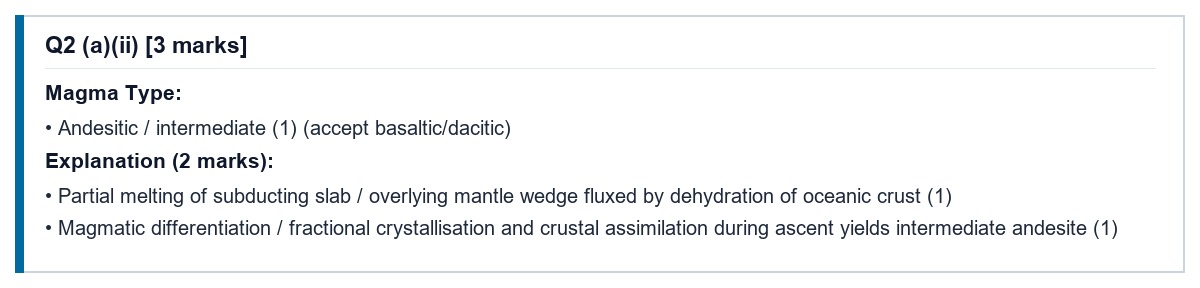 Q2 (a)(ii) [3 marks]
Magma Type:
• Andesitic / intermediate (1) (accept basaltic/dacitic)
Explanation (2 marks):
• Partial melting of subducting slab / overlying mantle wedge fluxed by dehydration of oceanic crust (1)
• Magmatic differentiation / fractional crystallisation and crustal assimilation during ascent yields intermediate andesite (1)